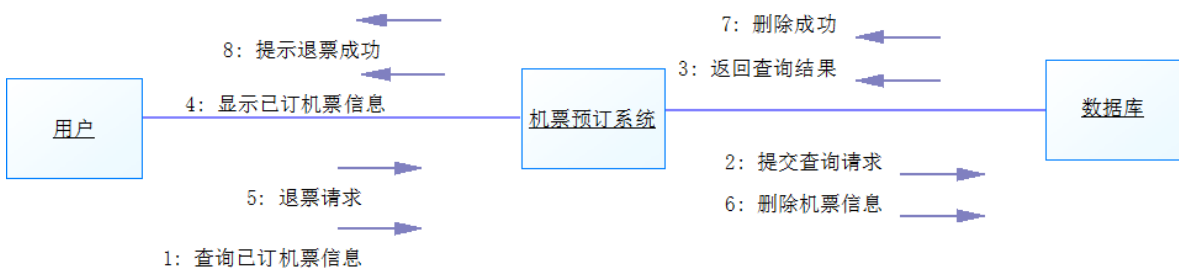 7: 删除成功
8: 提示退票成功
3: 返回查询结果
4: 显示已订机票信息
用户
机票预订系统
数据库
2: 提交查询请求
5: 退票请求
6: 删除机票信息
1: 查询已订机票信息